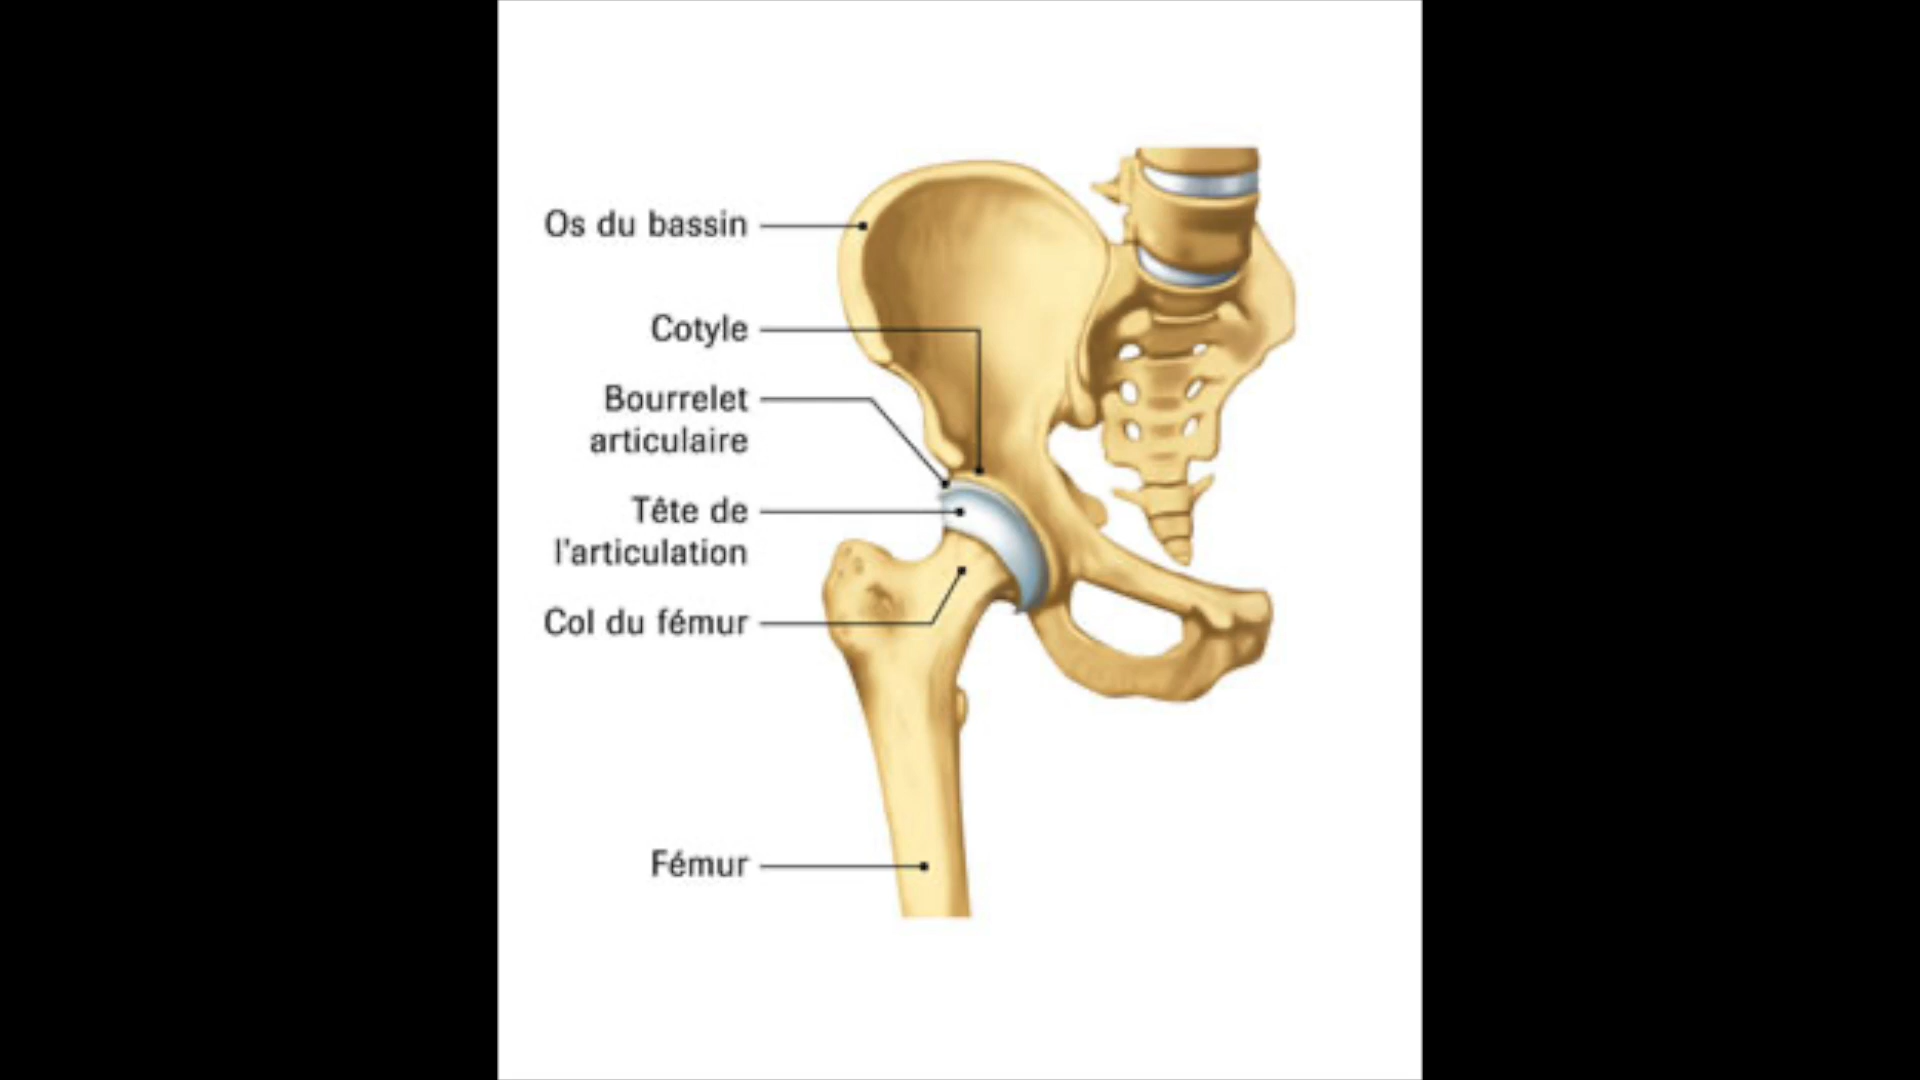 Os du bassin
Cotyle
Bourrelet
articulaire
Tête de
l'articulation
Col du fémur
Fémur